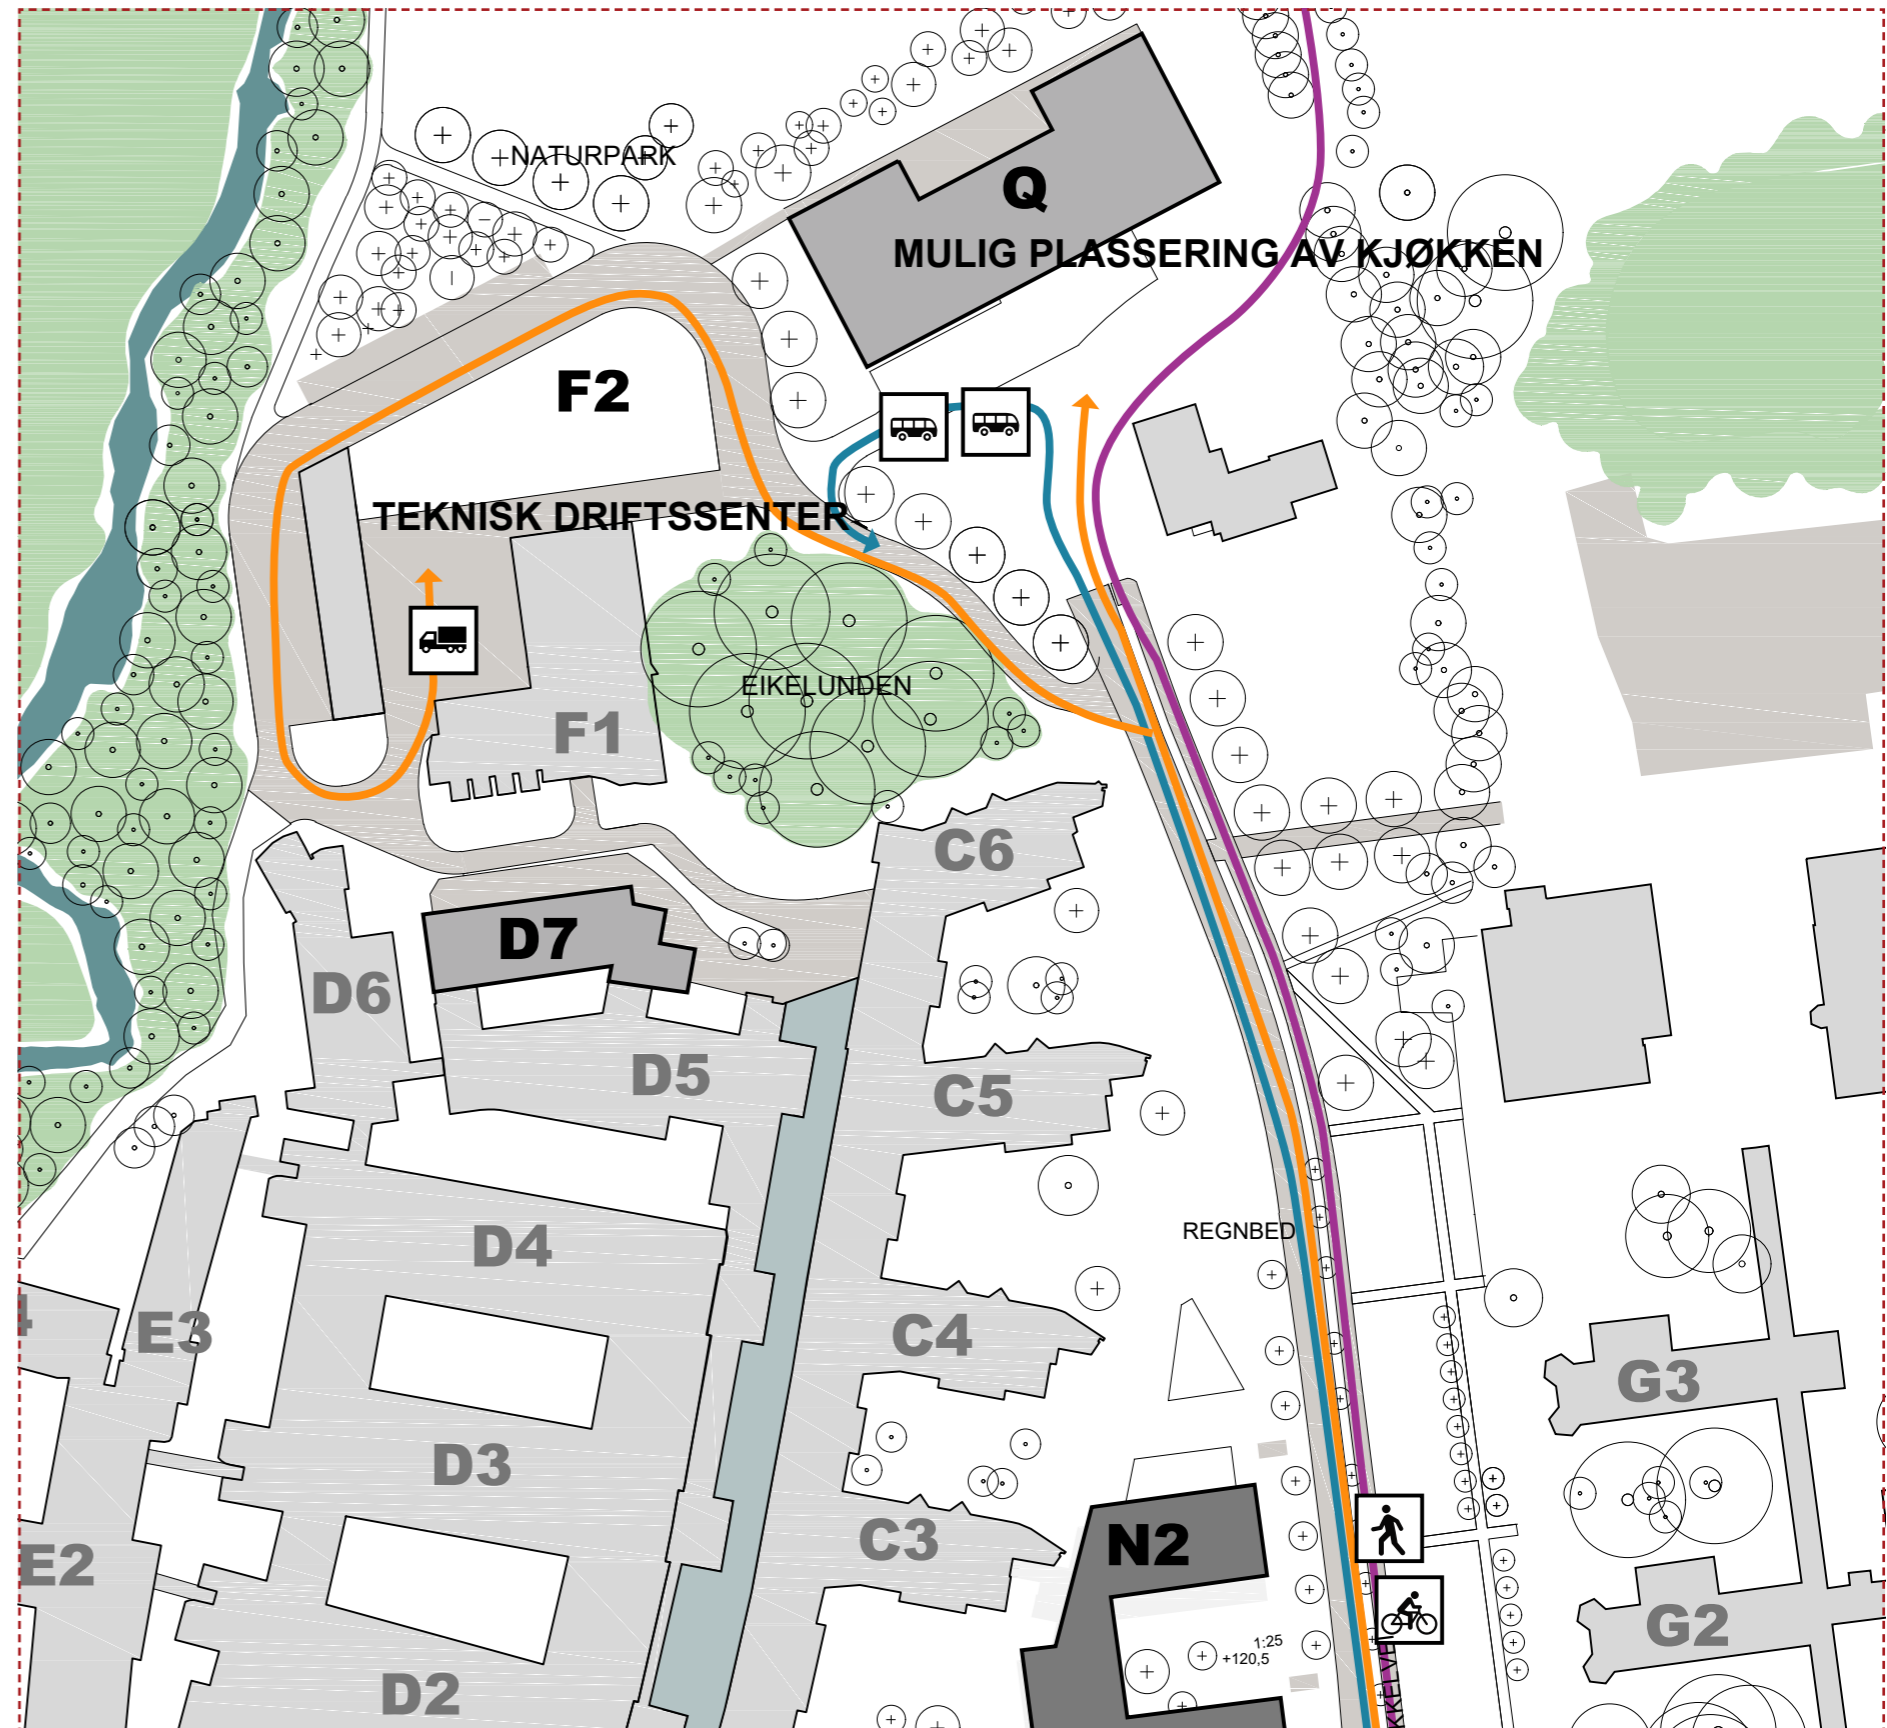 NATURPARK
Q
MULIG PLASSERING AV KJØKKEN
F2
TEKNISK DRIFTSSENTER
EIKELUNDEN
F1
C6
D7
D6
D5
C5
REGNBED
D4
E3
C4
G3
D3
C3
N2
E2
G2
1:25
+120,5
D2